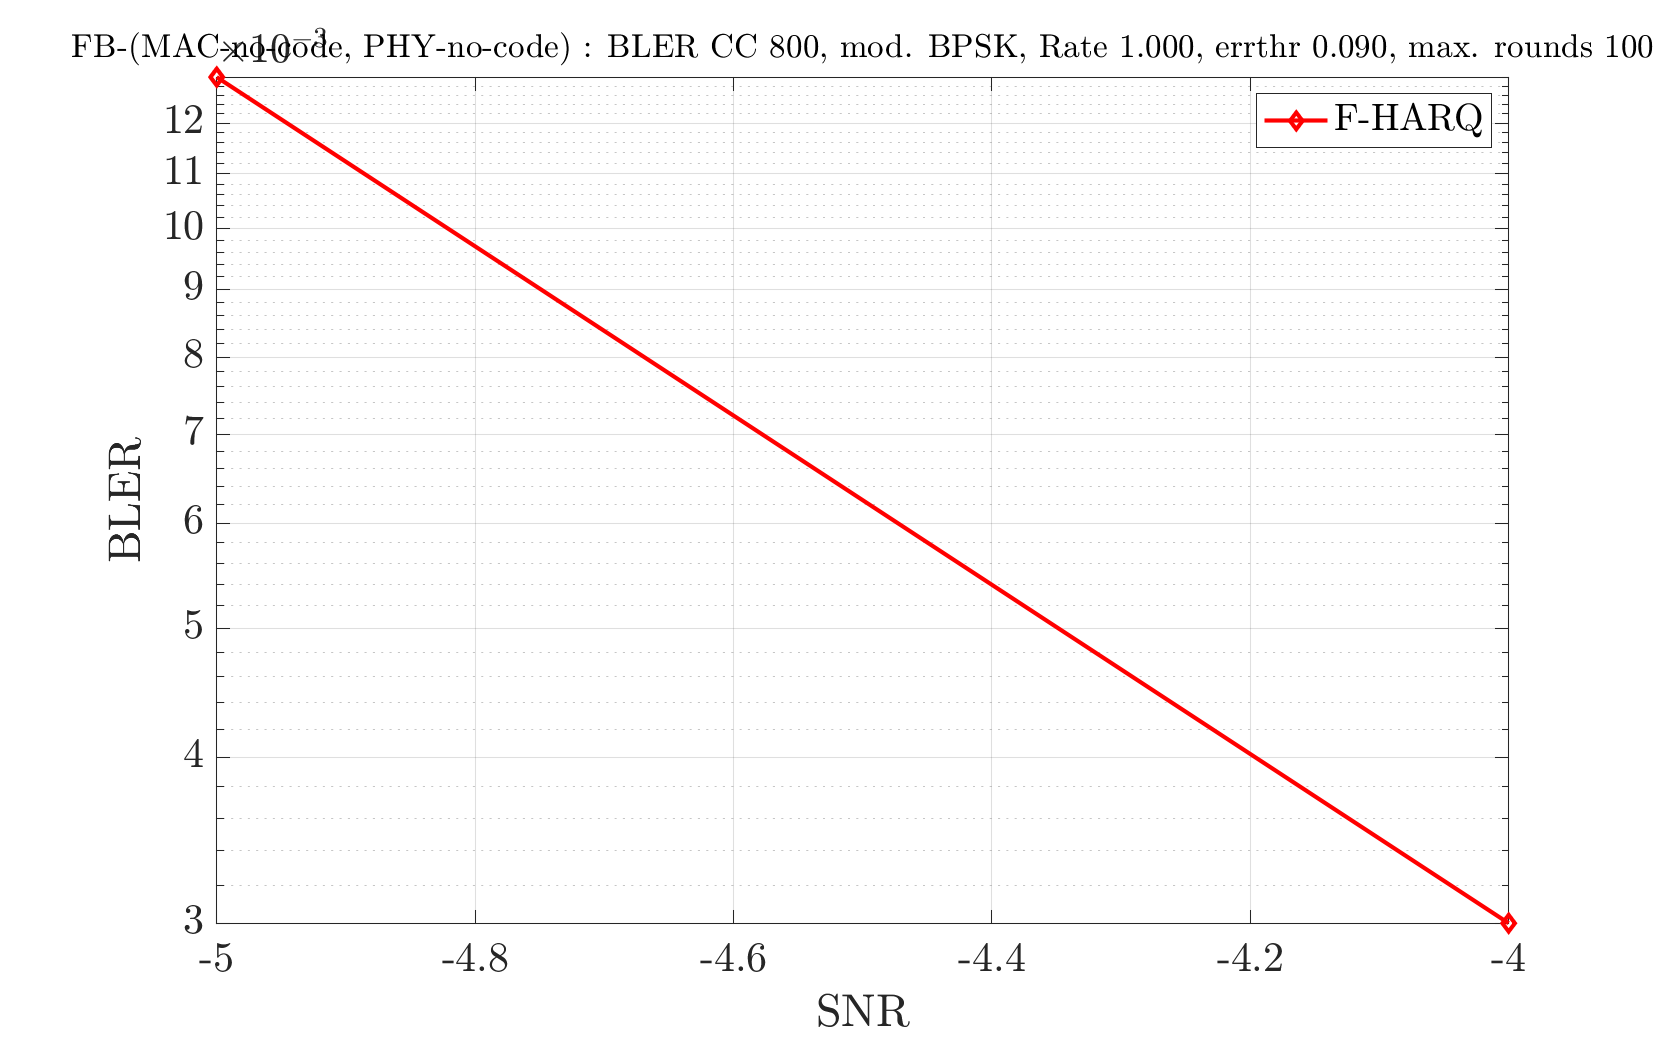 FB-(MAC-no-code, PHY-no-code) : BLER CC 800, mod. BPSK, Rate 1.000, errthr 0.090, max. rounds 100
×10⁻³
F-HARQ
12
11
10
9
8
7
6
5
4
3
BLER
-5 -4.8 -4.6 -4.4 -4.2 -4
SNR